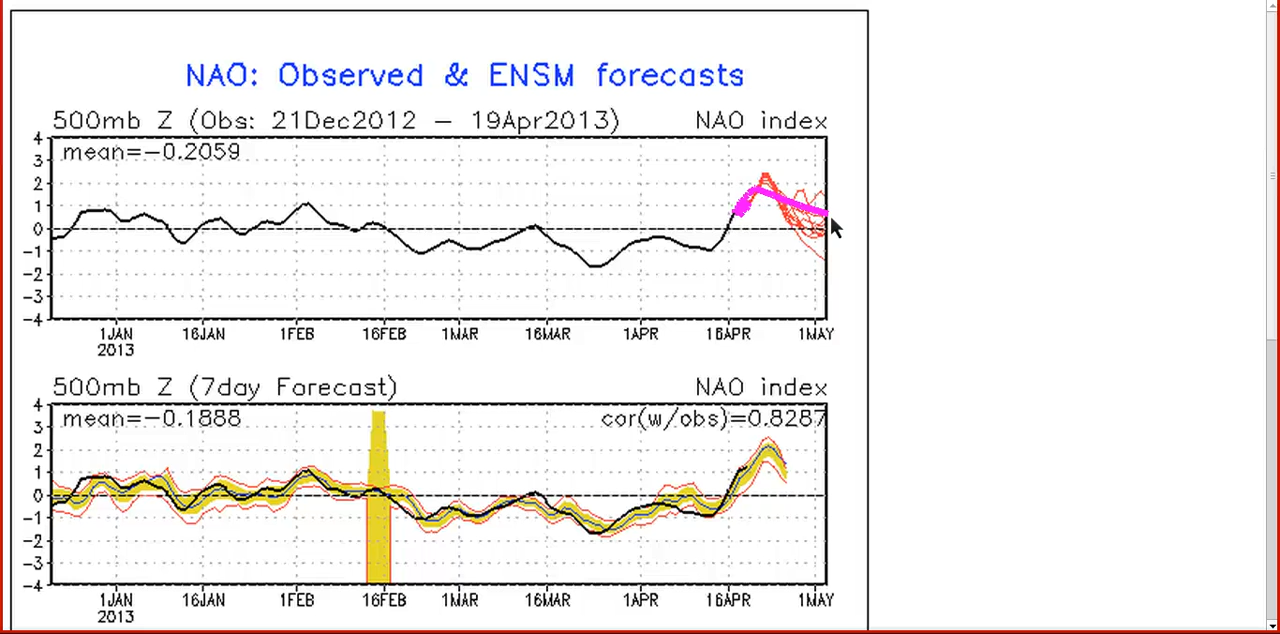 NAO: Observed & ENSM forecasts
500mb Z (Obs: 21Dec2012 – 19Apr2013) NAO index
4
mean=−0.2059
3
2
1
0
−1
−2
−3
−4
1JAN 16JAN 1FEB 16FEB 1MAR 16MAR 1APR 16APR 1MAY
2013
500mb Z (7day Forecast) NAO index
4
mean=−0.1888 cor(w/obs)=0.8287
3
2
1
0
−1
−2
−3
−4
1JAN 16JAN 1FEB 16FEB 1MAR 16MAR 1APR 16APR 1MAY
2013